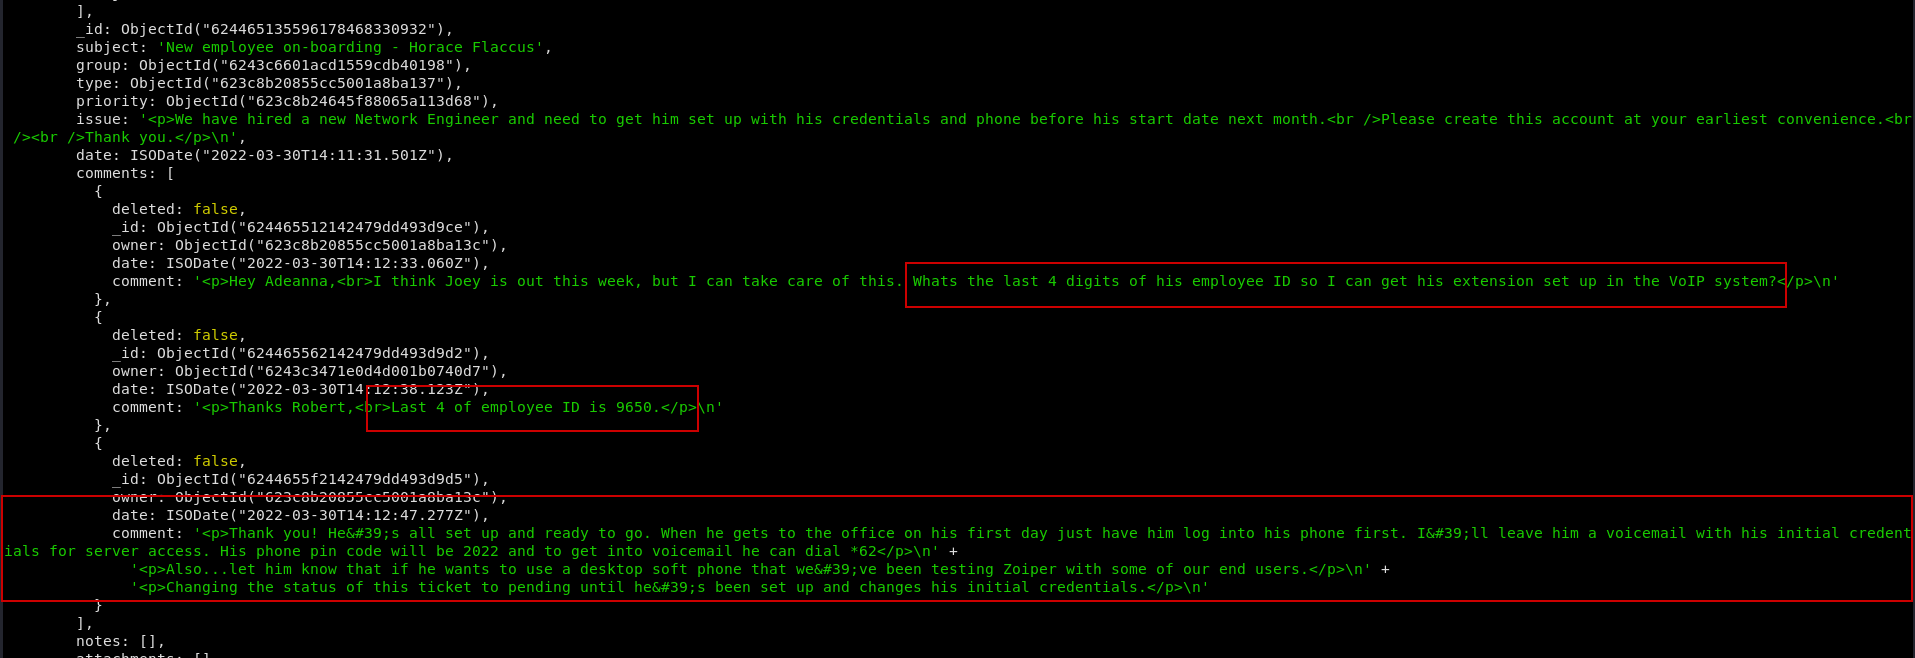 ],
_id: ObjectId("624465135596178468330932"),
subject: 'New employee on-boarding - Horace Flaccus',
group: ObjectId("6243c6601acd1559cdb40198"),
type: ObjectId("623c8b20855cc5001a8ba137"),
priority: ObjectId("623c8b24645f88065a113d68"),
issue: '<p>We have hired a new Network Engineer and need to get him set up with his credentials and phone before his start date next month.<br />Please create this account at your earliest convenience.<br
/><br />Thank you.</p>\n',
date: ISODate("2022-03-30T14:11:31.501Z"),
comments: [
{
deleted: false,
_id: ObjectId("624465512142479dd493d9ce"),
owner: ObjectId("623c8b20855cc5001a8ba13c"),
date: ISODate("2022-03-30T14:12:33.060Z"),
comment: '<p>Hey Adeanna,<br>I think Joey is out this week, but I can take care of this. Whats the last 4 digits of his employee ID so I can get his extension set up in the VoIP system?</p>\n'
},
{
deleted: false,
_id: ObjectId("624465562142479dd493d9d2"),
owner: ObjectId("6243c3471e0d4d001b0740d7"),
date: ISODate("2022-03-30T14:12:38.123Z"),
comment: '<p>Thanks Robert,<br>Last 4 of employee ID is 9650.</p>\n'
},
{
deleted: false,
_id: ObjectId("6244655f2142479dd493d9d5"),
owner: ObjectId("623c8b20855cc5001a8ba13c"),
date: ISODate("2022-03-30T14:12:47.277Z"),
comment: '<p>Thank you! He&#39;s all set up and ready to go. When he gets to the office on his first day just have him log into his phone first. I&#39;ll leave him a voicemail with his initial credent
ials for server access. His phone pin code will be 2022 and to get into voicemail he can dial *62</p>\n' +
'<p>Also...let him know that if he wants to use a desktop soft phone that we&#39;ve been testing Zoiper with some of our end users.</p>\n' +
'<p>Changing the status of this ticket to pending until he&#39;s been set up and changes his initial credentials.</p>\n'
}
],
notes: [],
attachments: []